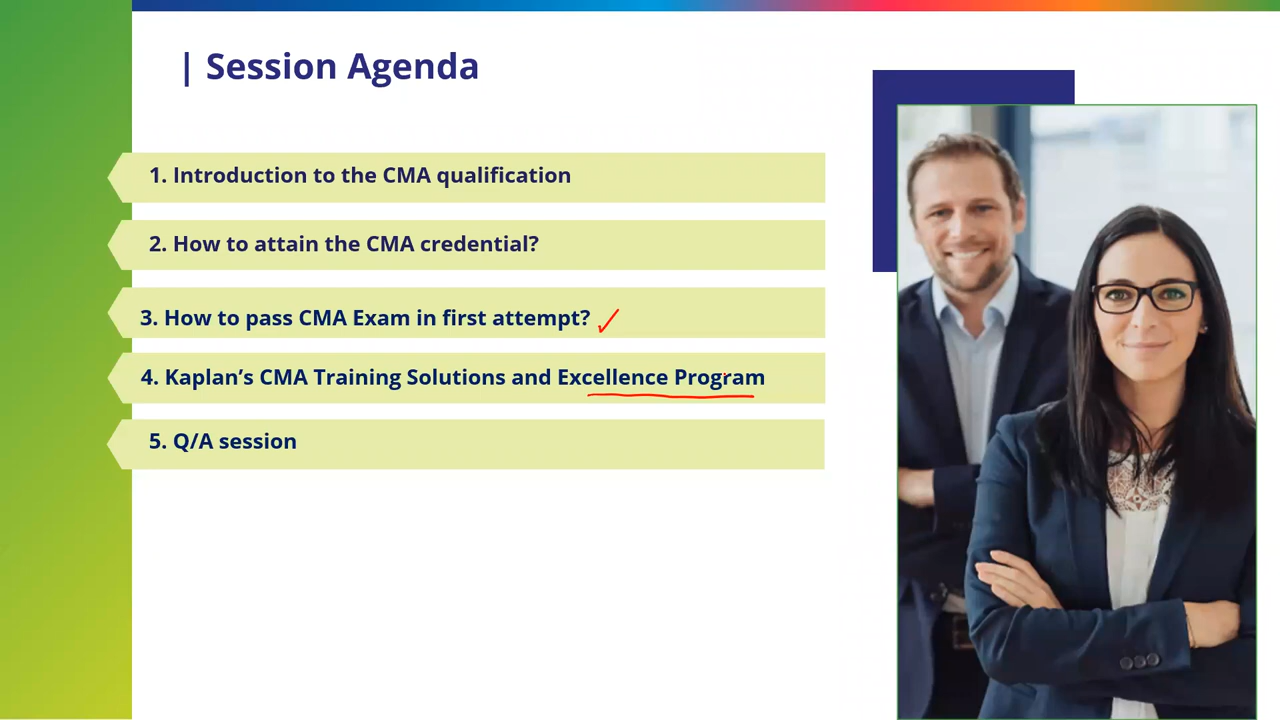 | Session Agenda
1. Introduction to the CMA qualification
2. How to attain the CMA credential?
3. How to pass CMA Exam in first attempt?
4. Kaplan’s CMA Training Solutions and Excellence Program
5. Q/A session